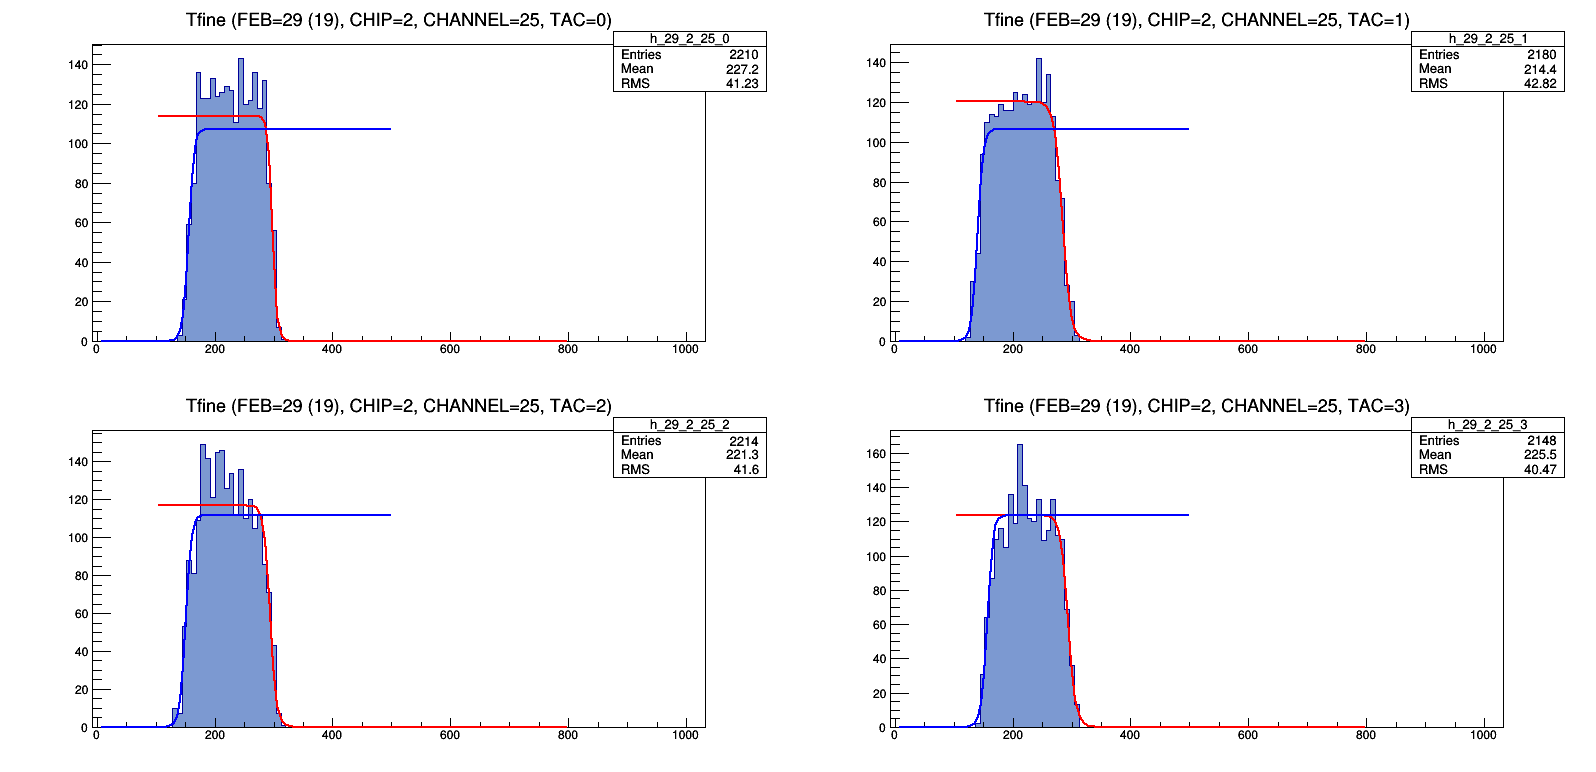 Tfine (FEB=29 (19), CHIP=2, CHANNEL=25, TAC=0)
h_29_2_25_0
Entries 2210
Mean 227.2
RMS 41.23
140
120
100
80
60
40
20
0
0 200 400 600 800 1000
Tfine (FEB=29 (19), CHIP=2, CHANNEL=25, TAC=1)
h_29_2_25_1
Entries 2180
Mean 214.4
RMS 42.82
140
120
100
80
60
40
20
0
0 200 400 600 800 1000
Tfine (FEB=29 (19), CHIP=2, CHANNEL=25, TAC=2)
h_29_2_25_2
Entries 2214
Mean 221.3
RMS 41.6
140
120
100
80
60
40
20
0
0 200 400 600 800 1000
Tfine (FEB=29 (19), CHIP=2, CHANNEL=25, TAC=3)
h_29_2_25_3
Entries 2148
Mean 225.5
RMS 40.47
160
140
120
100
80
60
40
20
0
0 200 400 600 800 1000